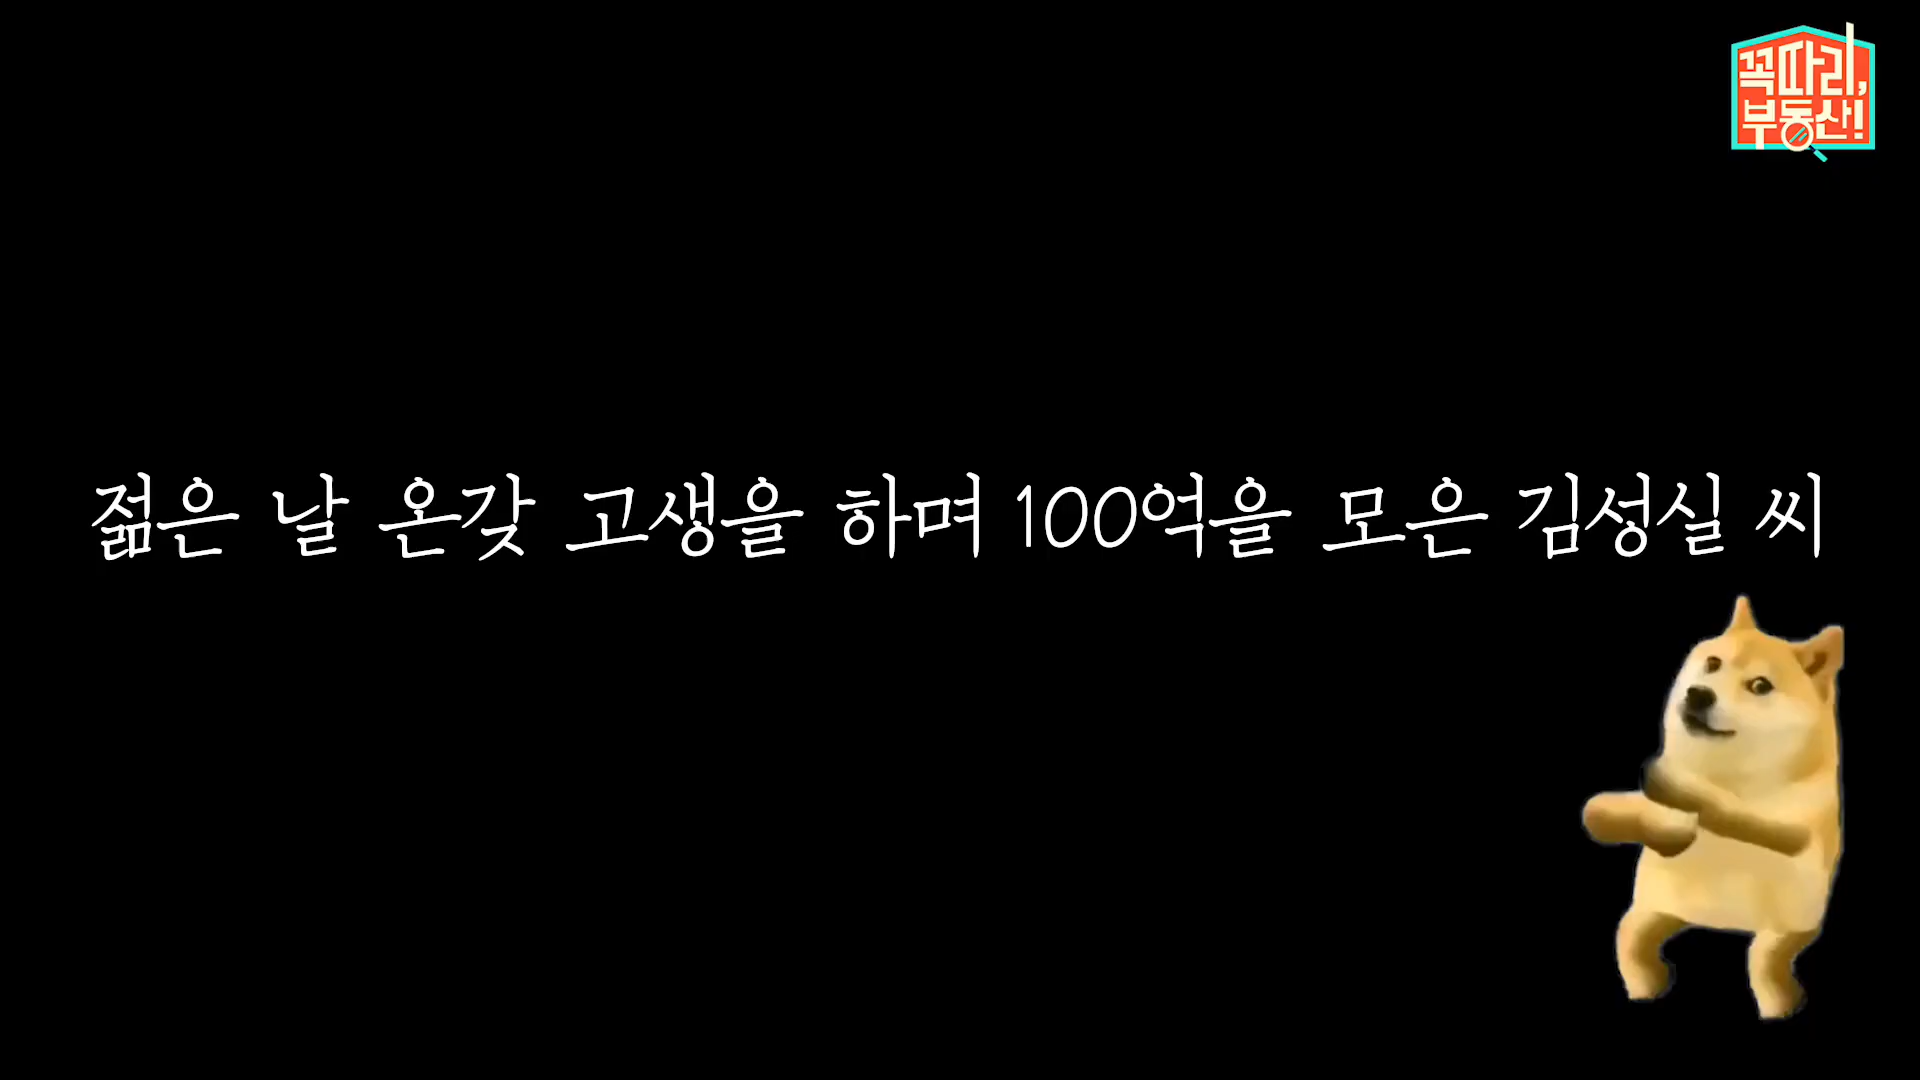 꼭따리,
부동산!
젊은 날 온갖 고생을 하며 100억을 모은 김성실 씨